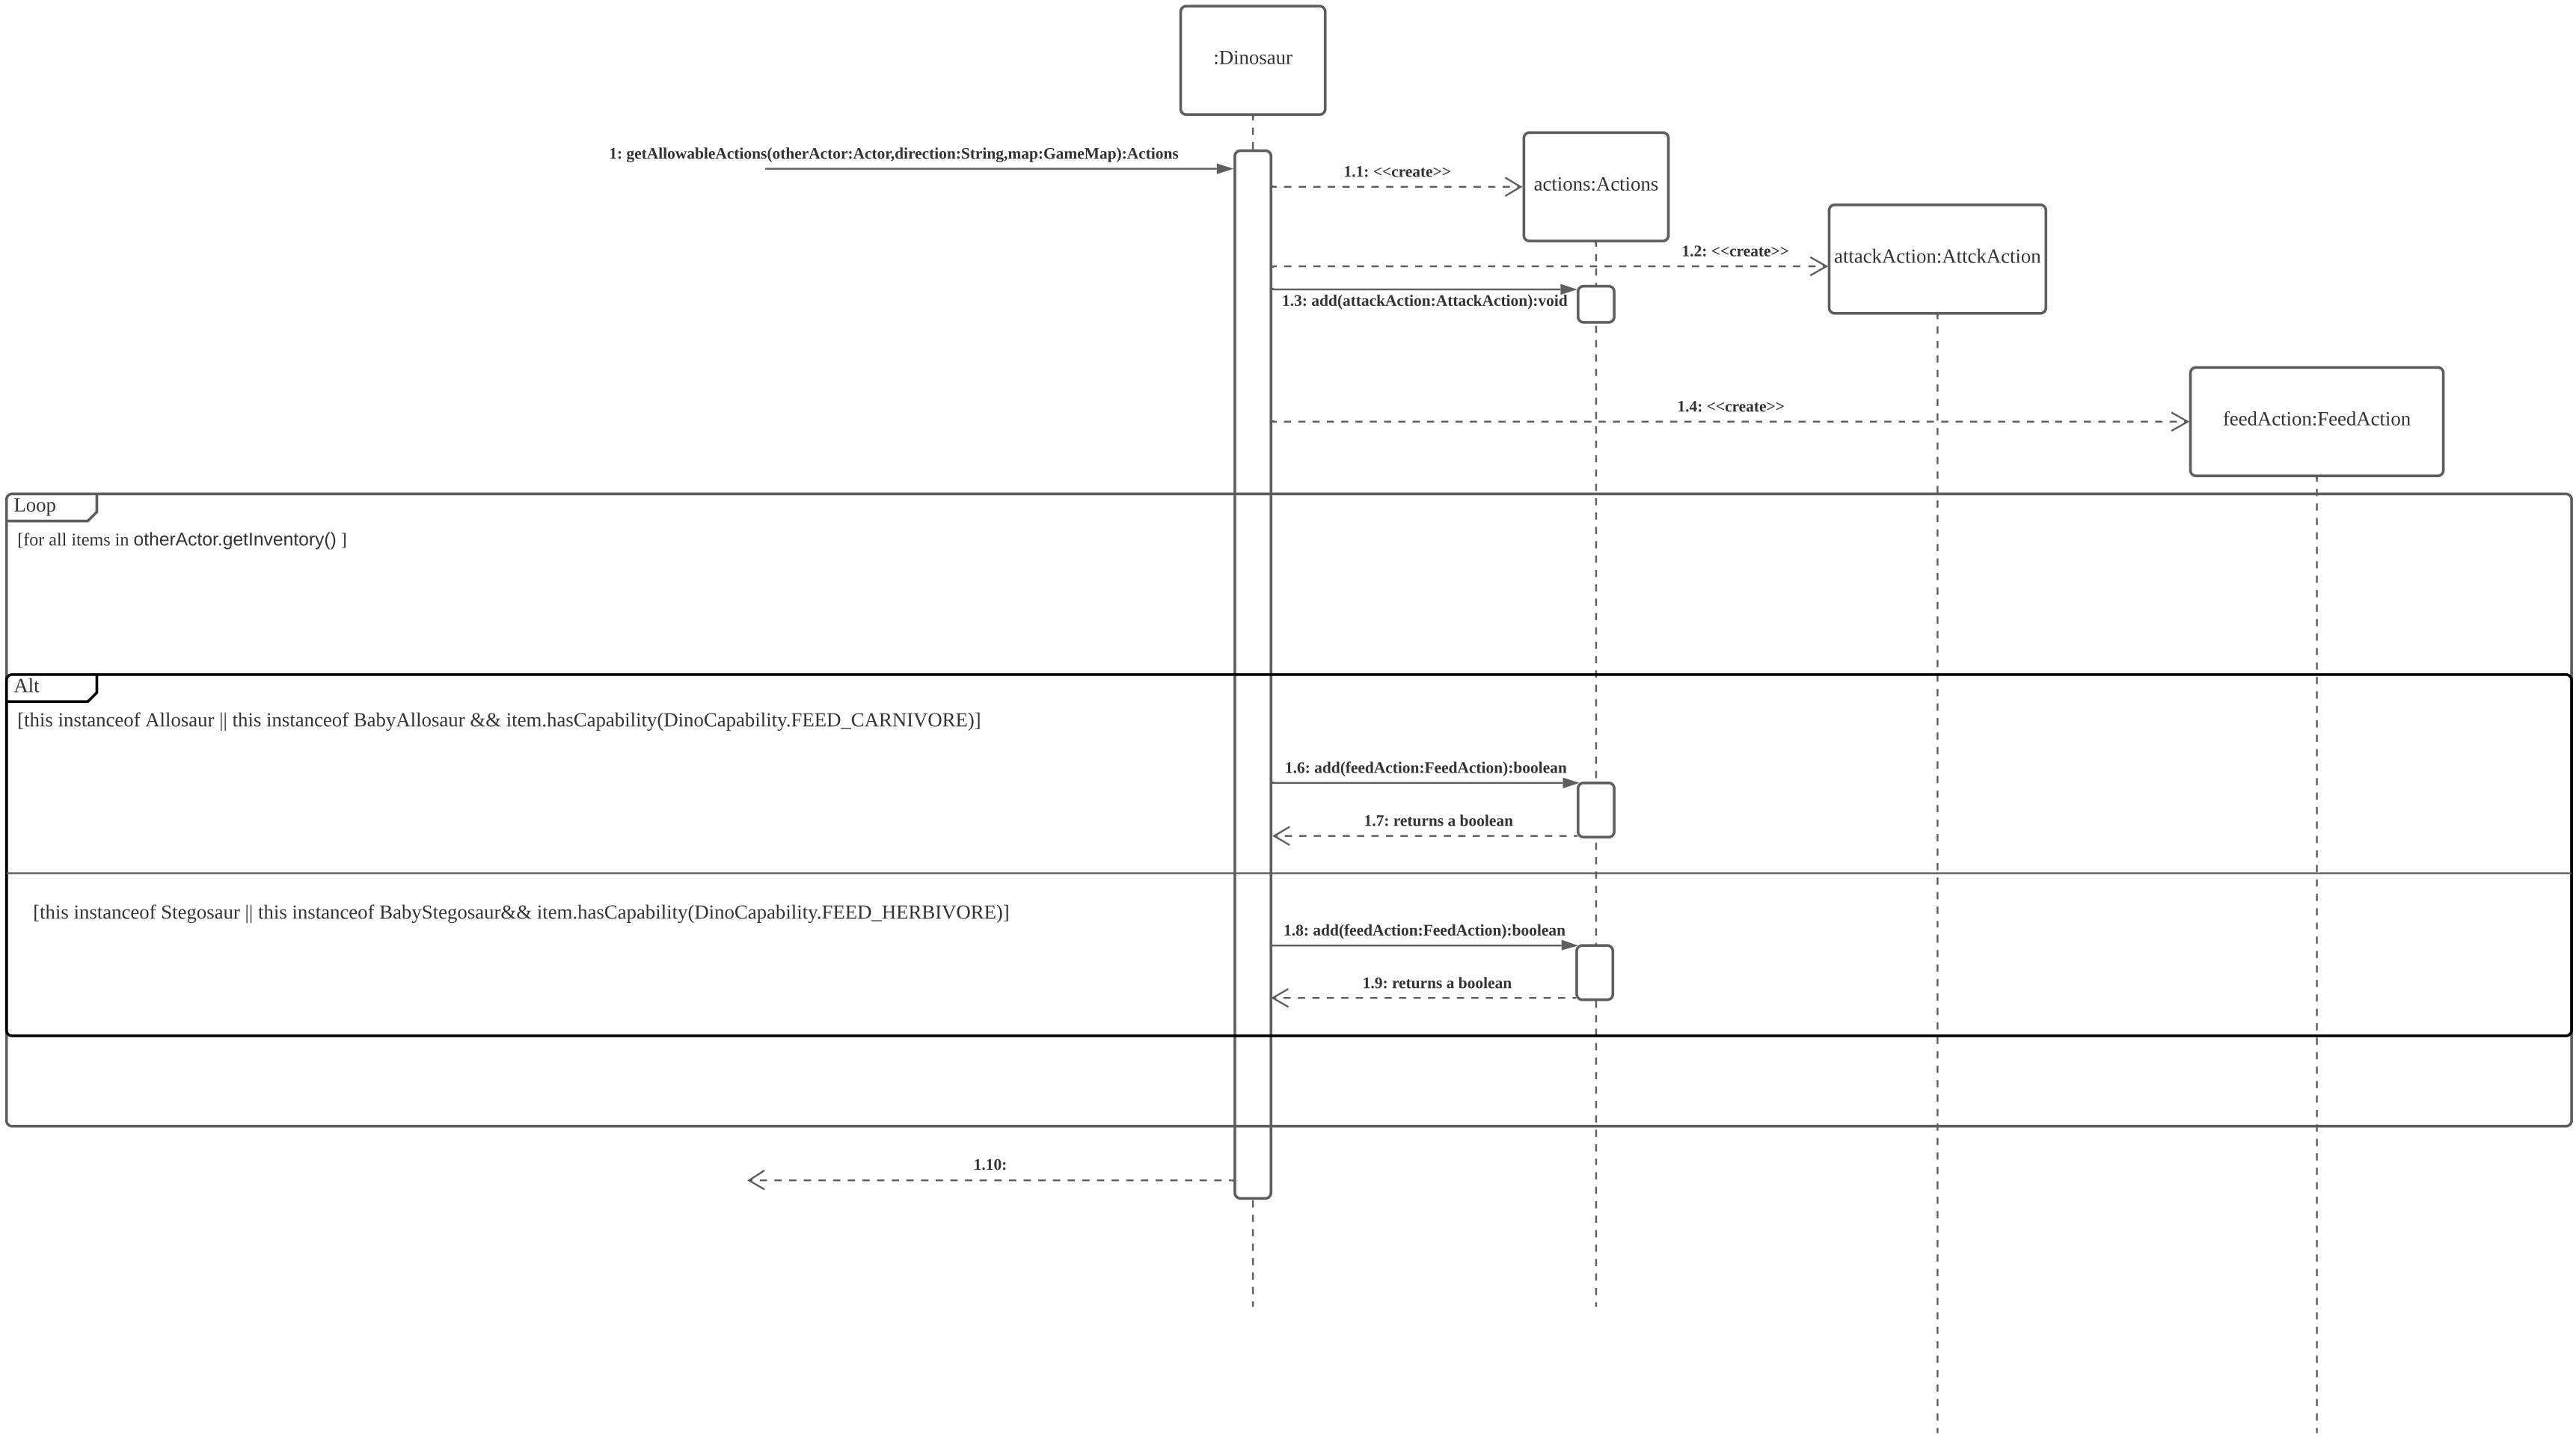 :Dinosaur
1: getAllowableActions(otherActor:Actor,direction:String,map:GameMap):Actions
1.1: <<create>>
actions:Actions
1.2: <<create>>
attackAction:AttckAction
1.3: add(attackAction:AttackAction):void
1.4: <<create>>
feedAction:FeedAction
Loop
[for all items in otherActor.getInventory() ]
Alt
[this instanceof Allosaur || this instanceof BabyAllosaur && item.hasCapability(DinoCapability.FEED_CARNIVORE)]
1.6: add(feedAction:FeedAction):boolean
1.7: returns a boolean
[this instanceof Stegosaur || this instanceof BabyStegosaur&& item.hasCapability(DinoCapability.FEED_HERBIVORE)]
1.8: add(feedAction:FeedAction):boolean
1.9: returns a boolean
1.10: